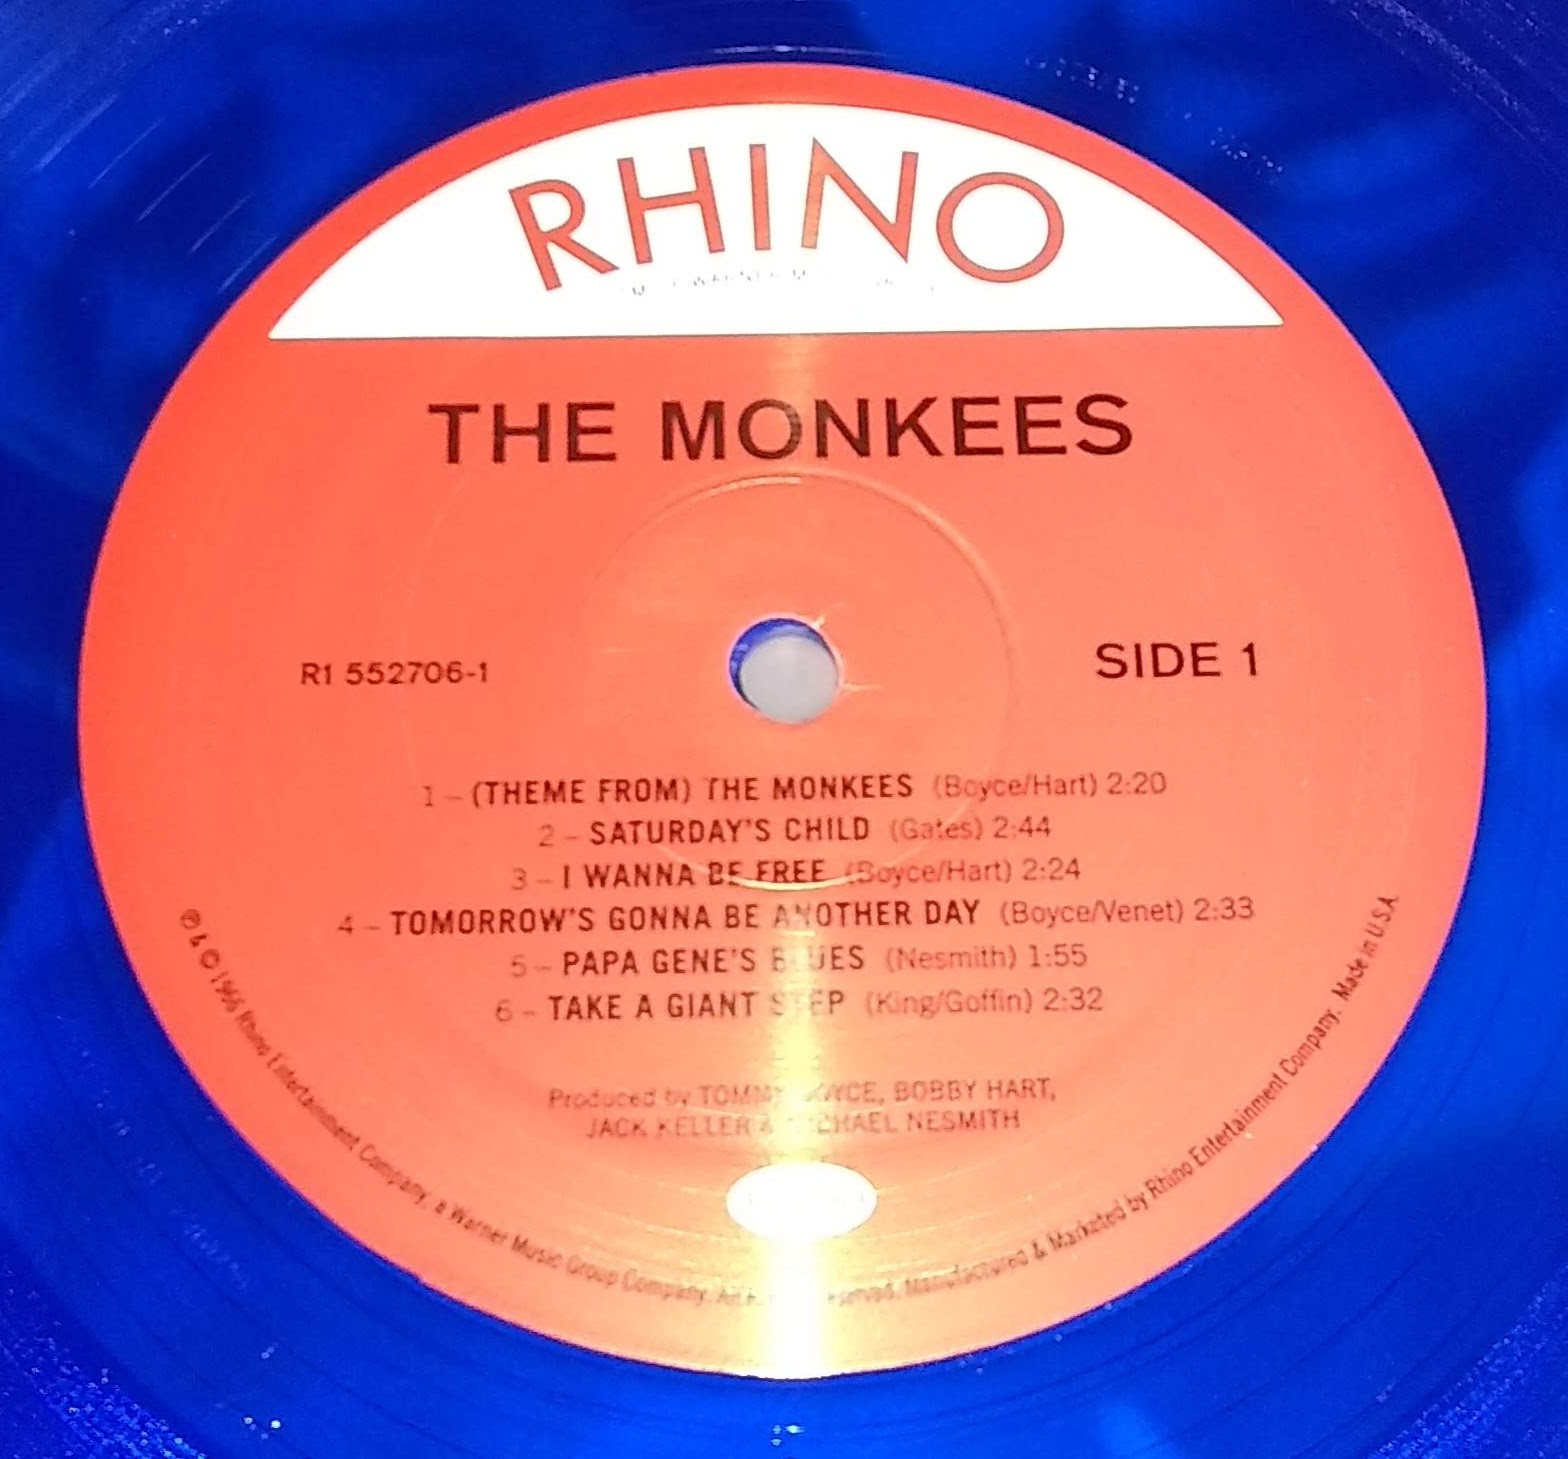 RHINO
WARNER
THE MONKEES
R1 552706-1
SIDE 1
1 – (THEME FROM) THE MONKEES (Boyce/Hart) 2:20
2 – SATURDAY'S CHILD (Gates) 2:44
3 – I WANNA BE FREE (Boyce/Hart) 2:24
4 – TOMORROW'S GONNA BE ANOTHER DAY (Boyce/Venet) 2:33
5 – PAPA GENE'S BLUES (Nesmith) 1:55
6 – TAKE A GIANT STEP (King/Goffin) 2:32
Produced by TOMMY BOYCE, BOBBY HART,
JACK KELLER & MICHAEL NESMITH
℗ & © 1966 Rhino Entertainment Company, a Warner Music Group Company. All Reserved. Manufactured & Marketed by Rhino Entertainment Company. Made in U.S.A.